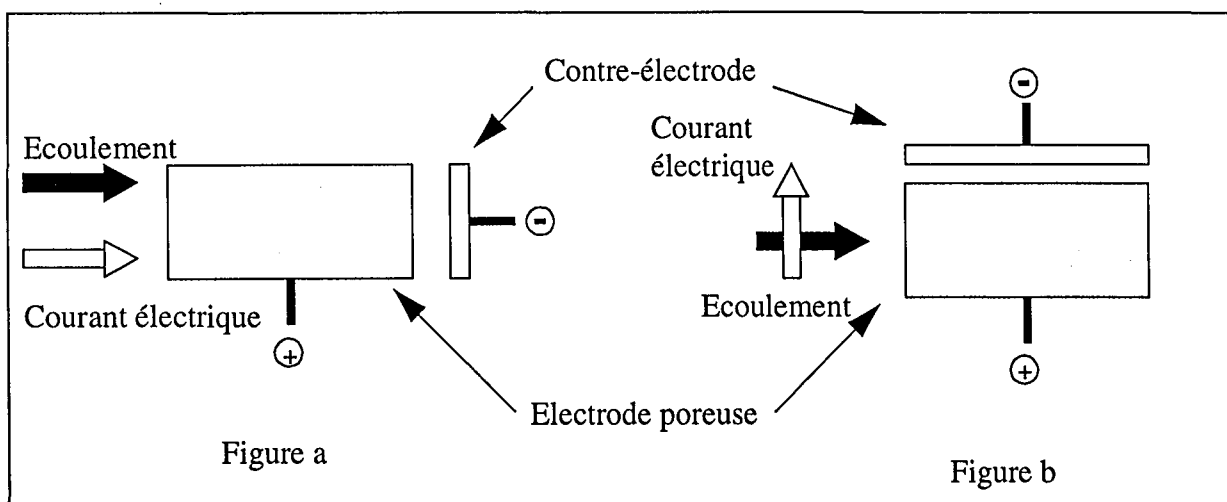 Contre-électrode
Ecoulement
Courant électrique
-
+
Figure a
Courant
électrique
-
Ecoulement
+
Electrode poreuse
Figure b